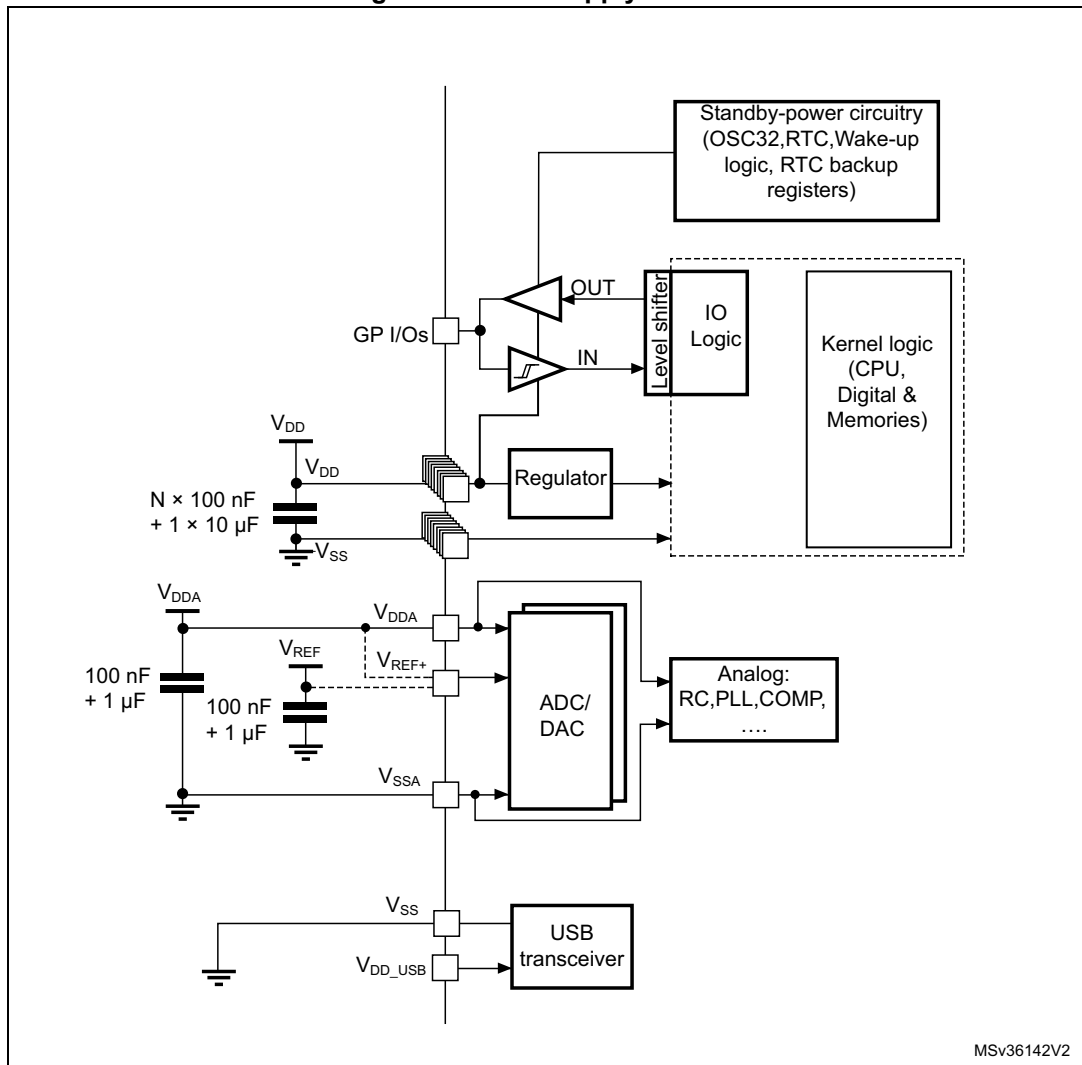 Standby-power circuitry
(OSC32,RTC,Wake-up
logic, RTC backup
registers)
OUT
GP I/Os
IN
Level shifter
IO
Logic
Kernel logic
(CPU,
Digital &
Memories)
VDD
VDD
Regulator
N × 100 nF
+ 1 × 10 µF
VSS
VDDA
VDDA
VREF
VREF+
100 nF
+ 1 µF
100 nF
+ 1 µF
ADC/
DAC
Analog:
RC,PLL,COMP,
....
VSSA
VSS
USB
transceiver
VDD_USB
MSv36142V2